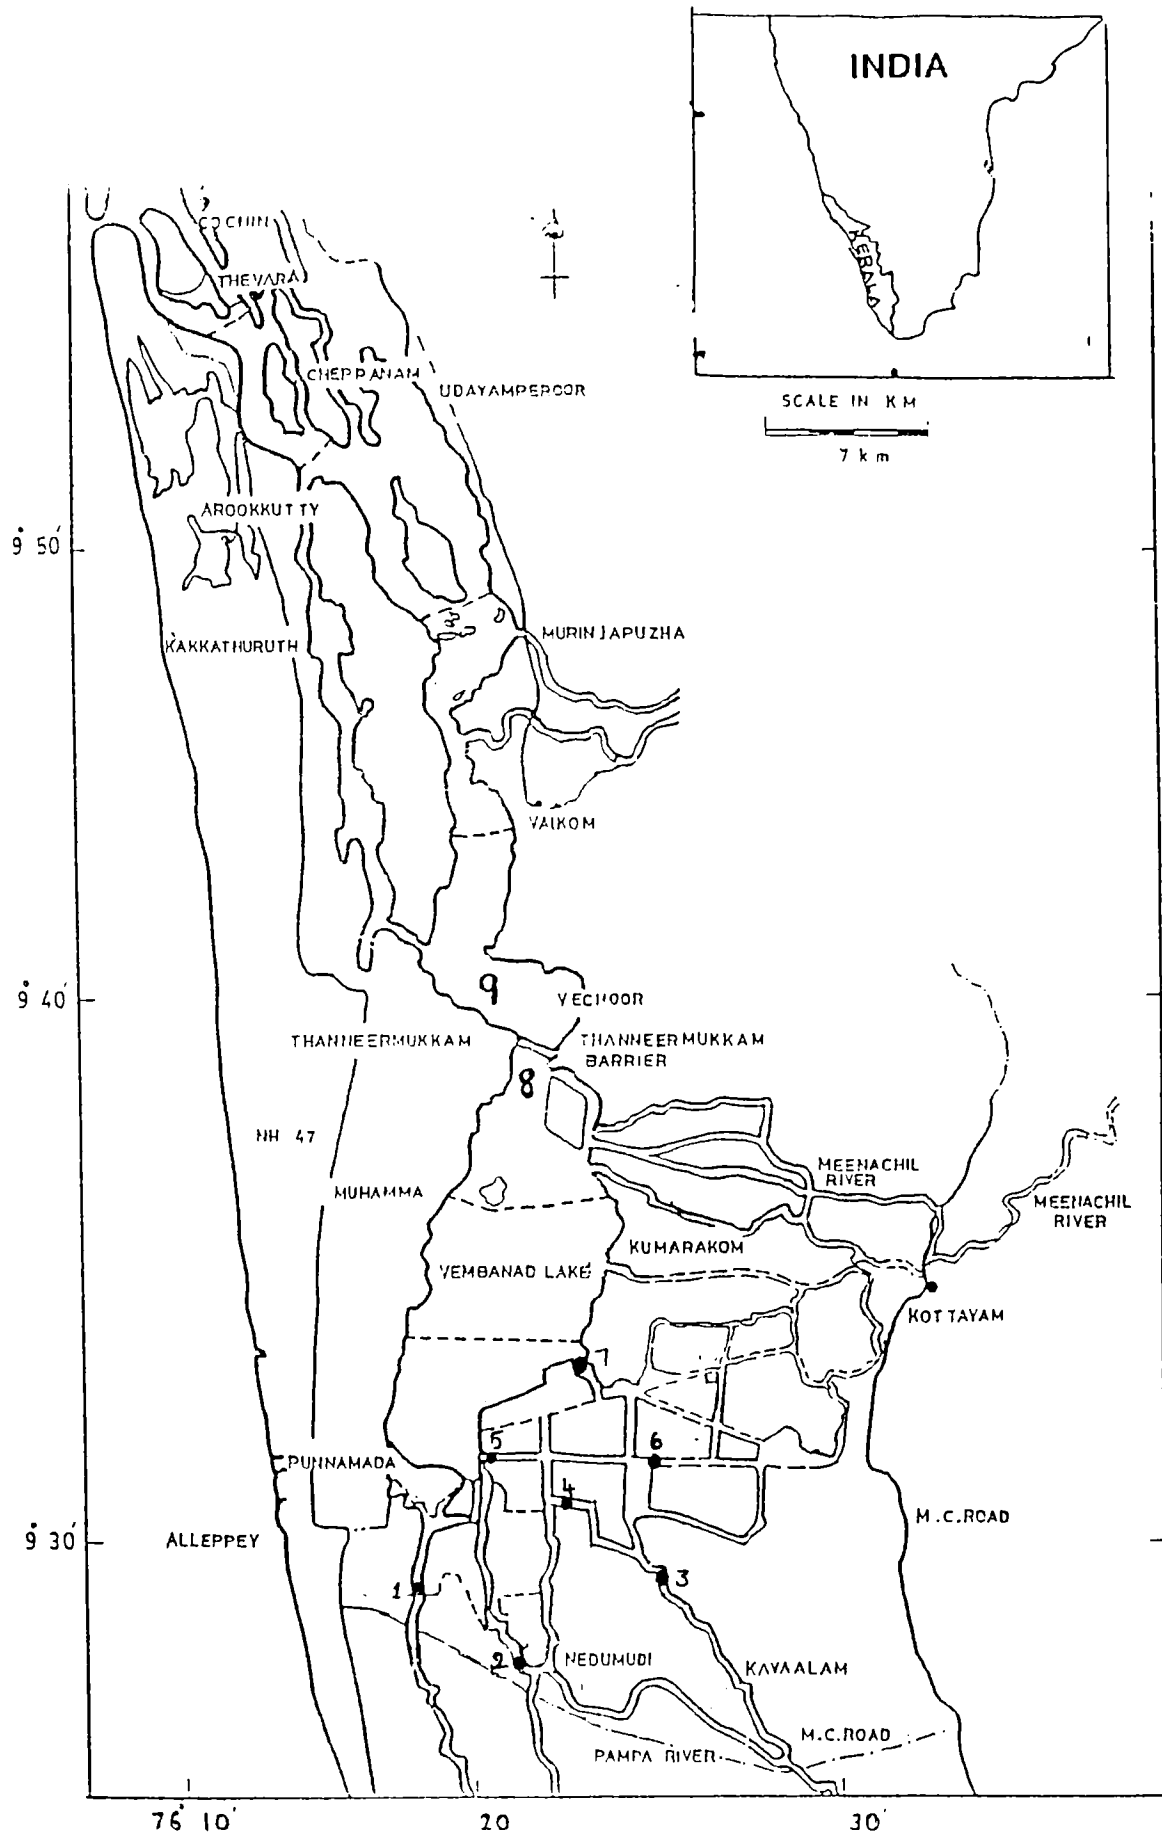 INDIA
KERALA
SCALE IN KM
7 km
COCHIN
THEVARA
CHEPPANAM
UDAYAMPEROOR
AROOKKUTTY
9° 50'
MURINJAPUZHA
KAKKATHURUTH
VAIKOM
9
9° 40'
VECHOOR
THANNEERMUKKAM
THANNEERMUKKAM
BARRIER
8
NH 47
MEENACHIL
RIVER
MUHAMMA
MEENACHIL
RIVER
KUMARAKOM
VEMBANAD LAKE
KOTTAYAM
7
5
6
PUNNAMADA
4
M.C.ROAD
9° 30'
ALLEPPEY
1
3
2
NEDUMUDI
KAVAALAM
M.C.ROAD
PAMPA RIVER
76° 10'
20
30'